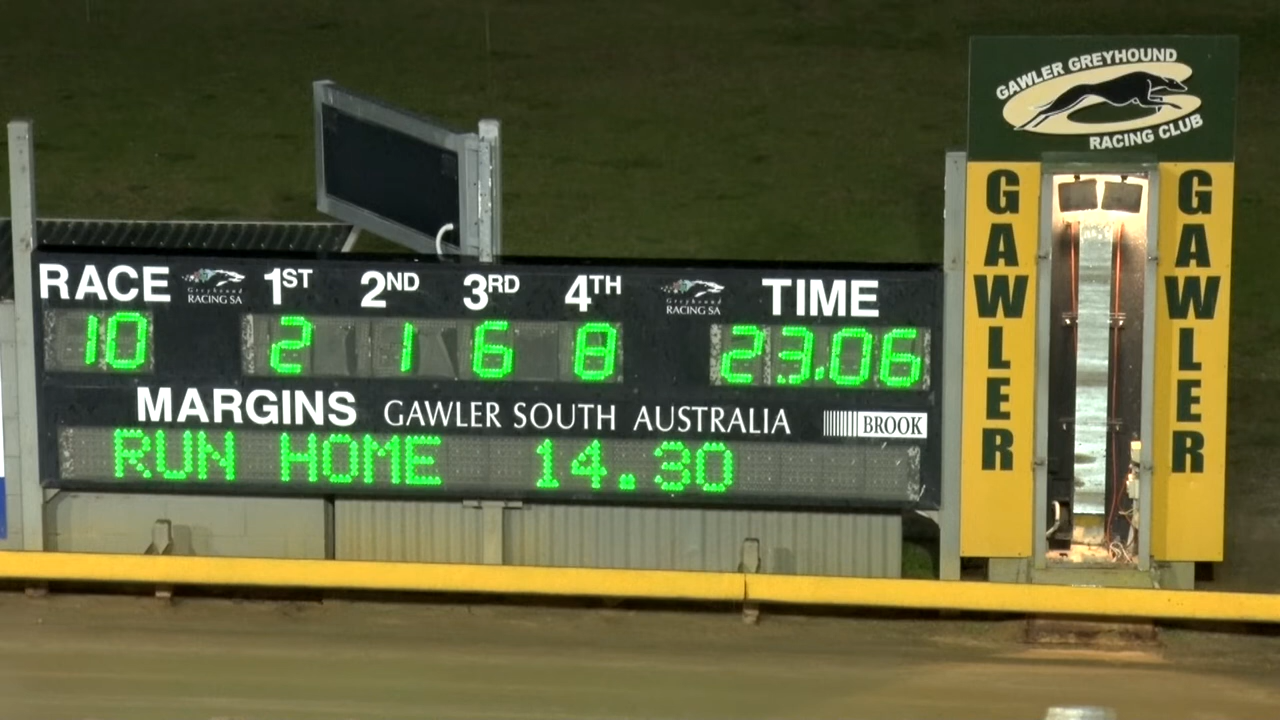 GAWLER GREYHOUND
RACING CLUB
GAWLER
GAWLER
RACE
Greyhound
RACING SA
1ST 2ND 3RD 4TH
Greyhound
RACING SA
TIME
10 2 1 6 8 23.06
MARGINS GAWLER SOUTH AUSTRALIA BROOK
RUN HOME 14.30